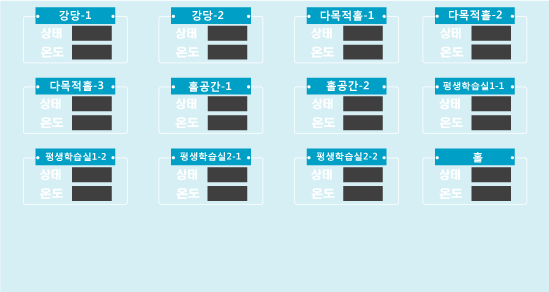 강당-1 강당-2 다목적홀-1 다목적홀-2
상태 상태 상태 상태
온도 온도 온도 온도
다목적홀-3 홀공간-1 홀공간-2 평생학습실1-1
상태 상태 상태 상태
온도 온도 온도 온도
평생학습실1-2 평생학습실2-1 평생학습실2-2 홀
상태 상태 상태 상태
온도 온도 온도 온도